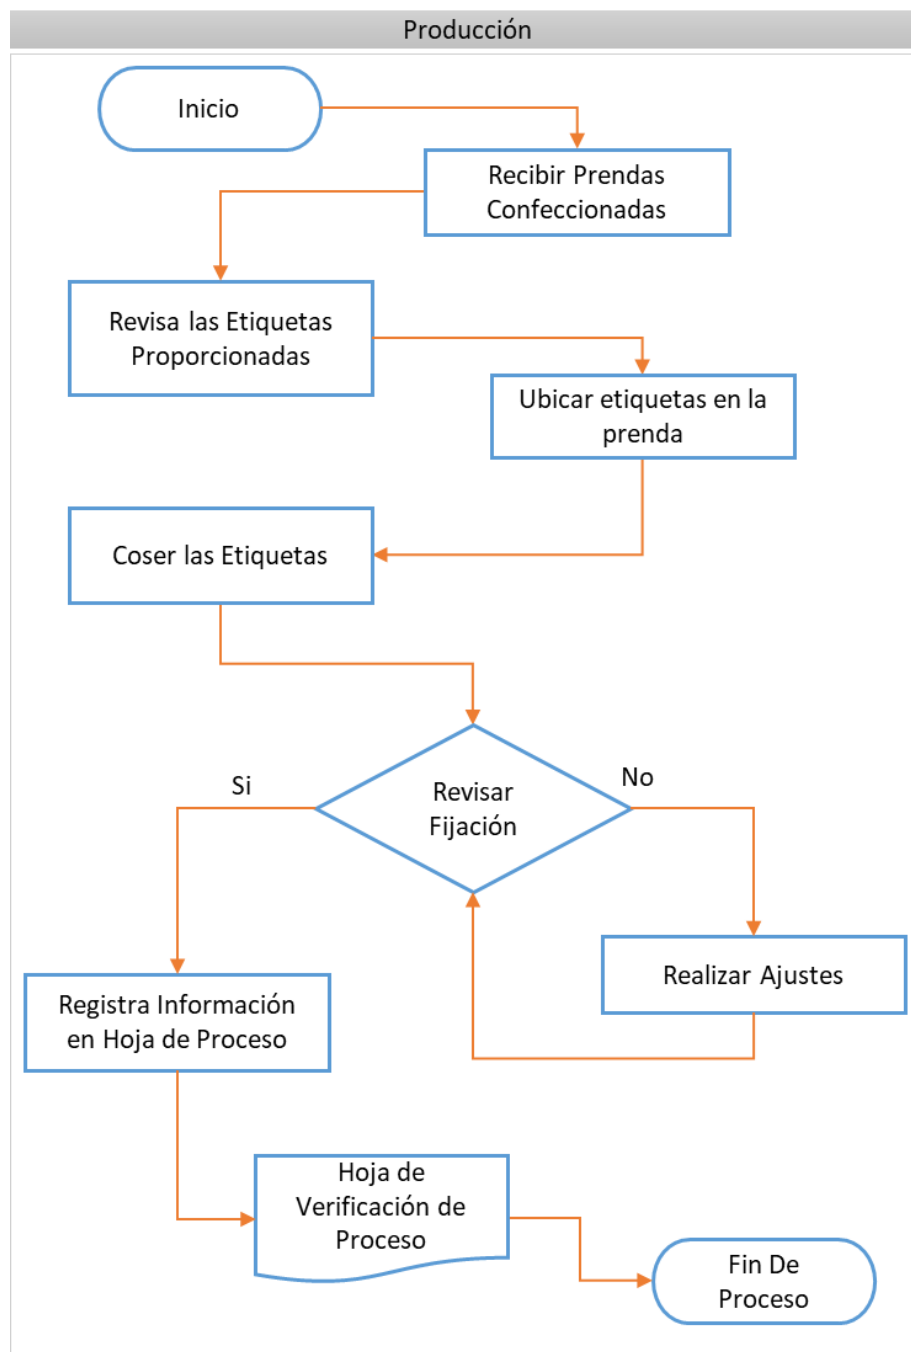 Producción
Inicio
Recibir Prendas
Confeccionadas
Revisa las Etiquetas
Proporcionadas
Ubicar etiquetas en la
prenda
Coser las Etiquetas
Revisar
Fijación
Si
No
Realizar Ajustes
Registra Información
en Hoja de Proceso
Hoja de
Verificación de
Proceso
Fin De
Proceso